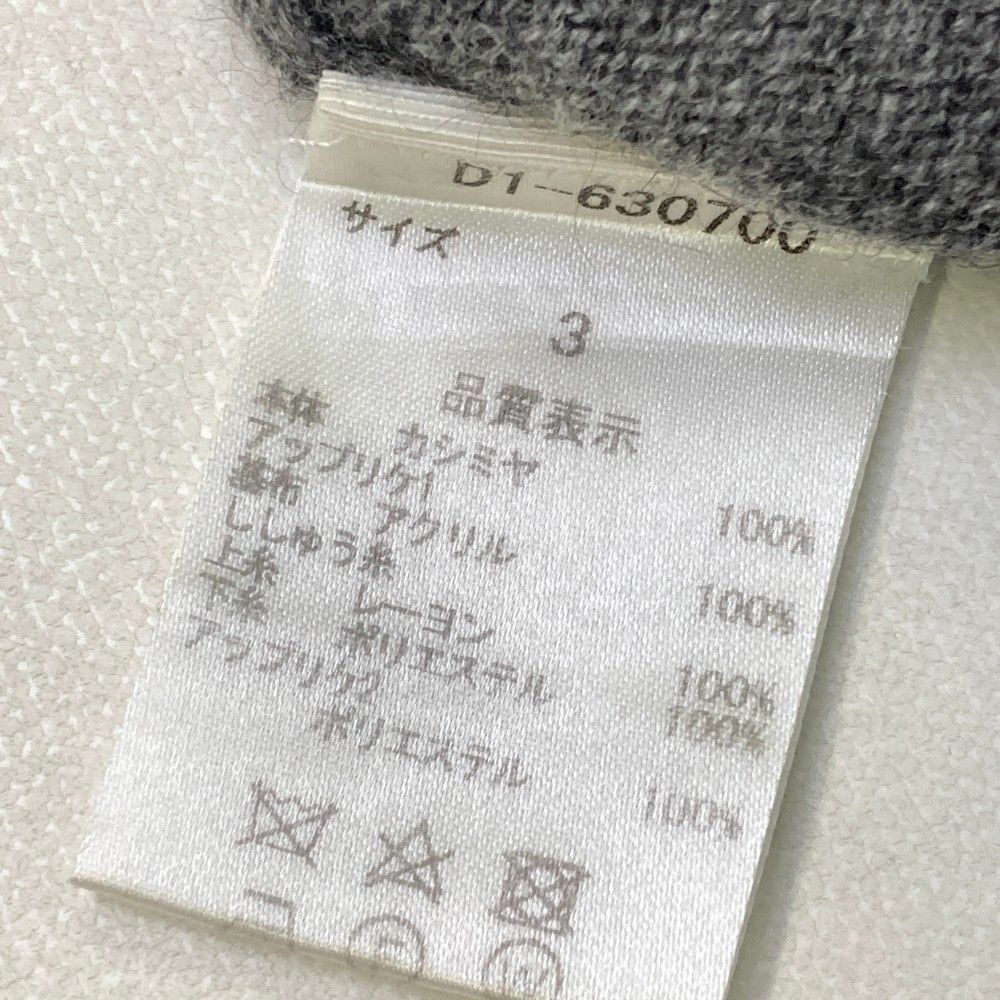 D1-630700
サイズ
3
品質表示
本体 カシミヤ 100%
アップリケ1
基布 アクリル 100%
ししゅう糸
上糸 レーヨン 100%
下糸 ポリエステル 100%
アップリケ2
ポリエステル 100%